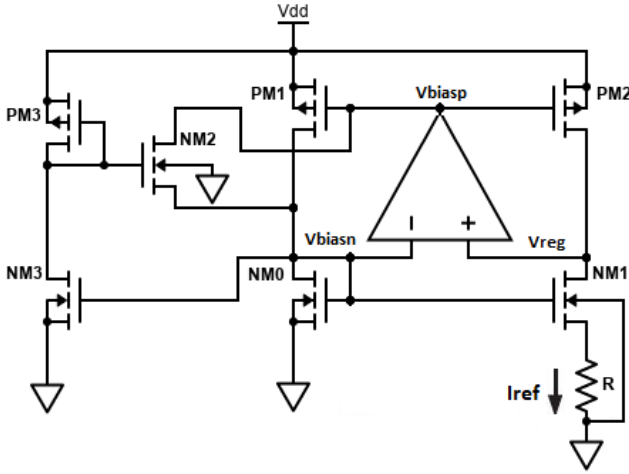 Vdd
PM3
PM1
Vbiasp
PM2
NM2
Vbiasn
− +
Vreg
NM3
NM0
NM1
Iref
R